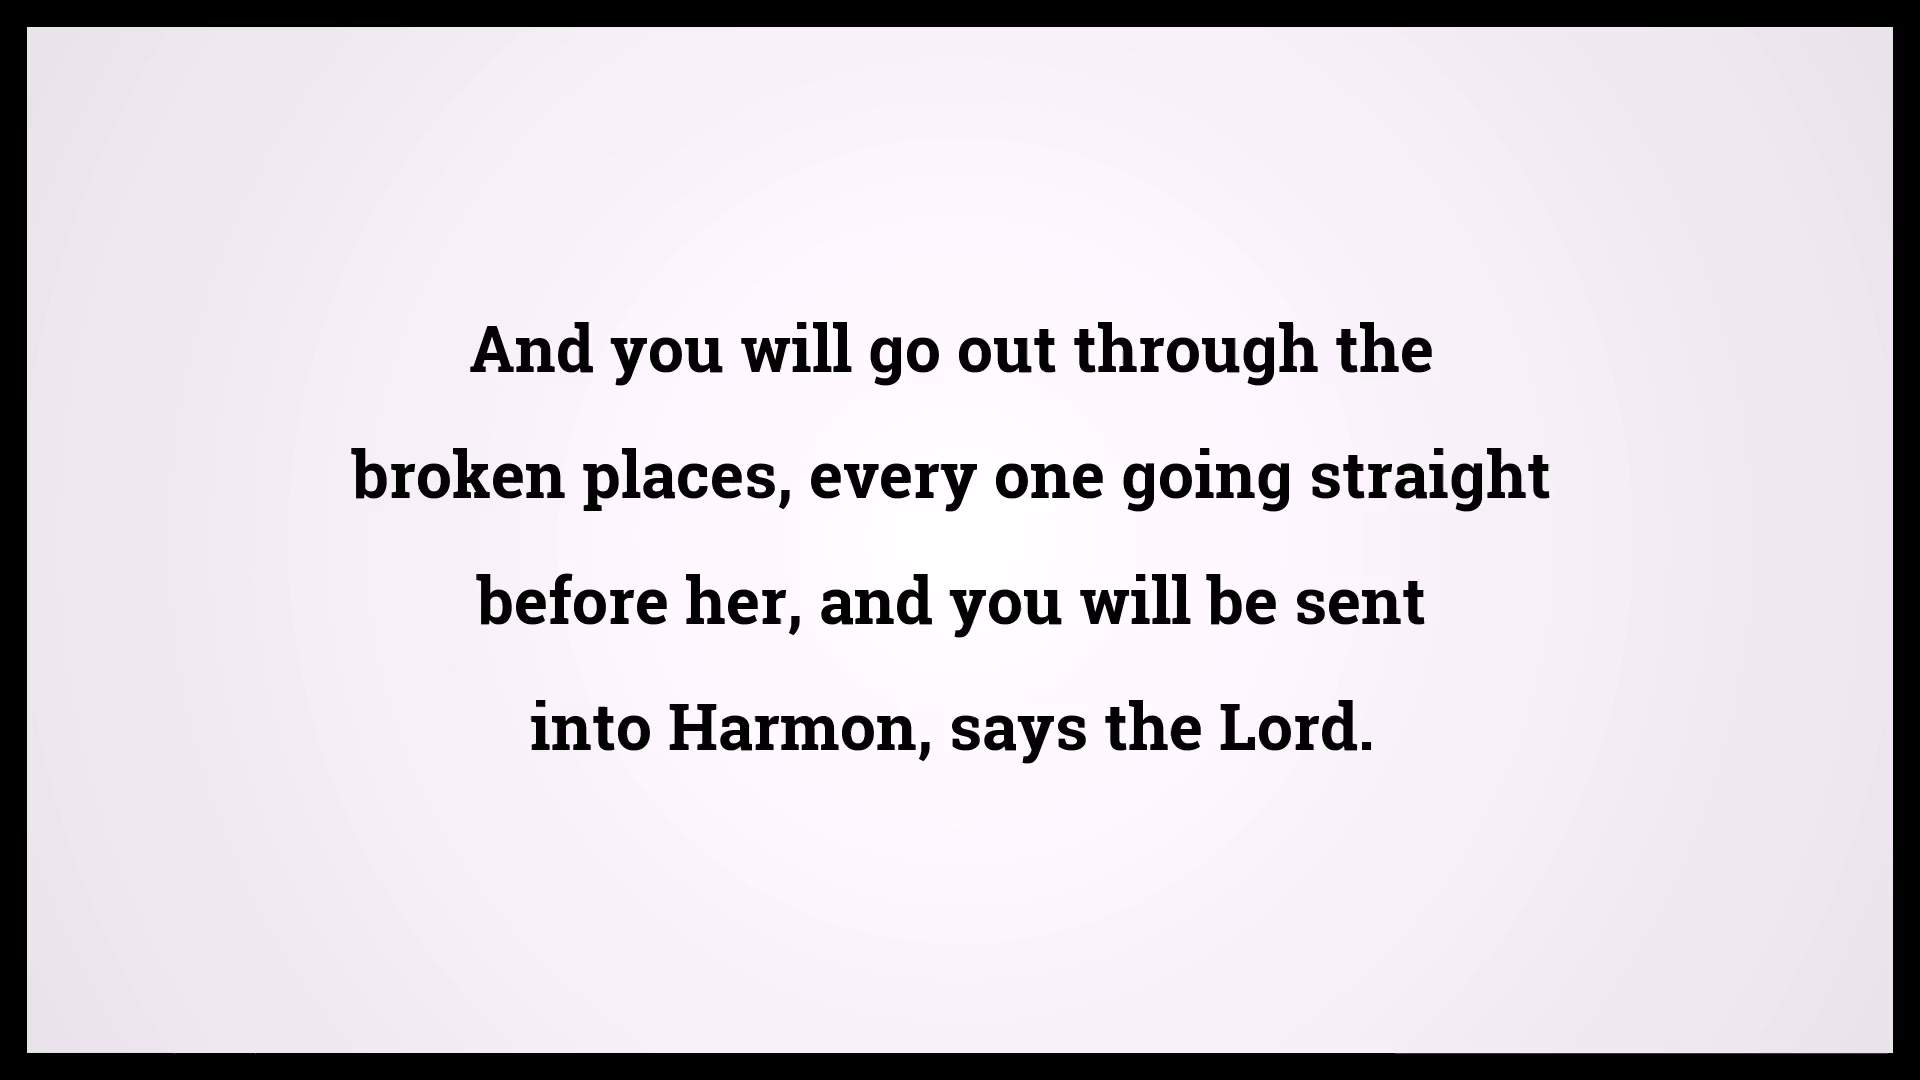 And you will go out through the
broken places, every one going straight
before her, and you will be sent
into Harmon, says the Lord.